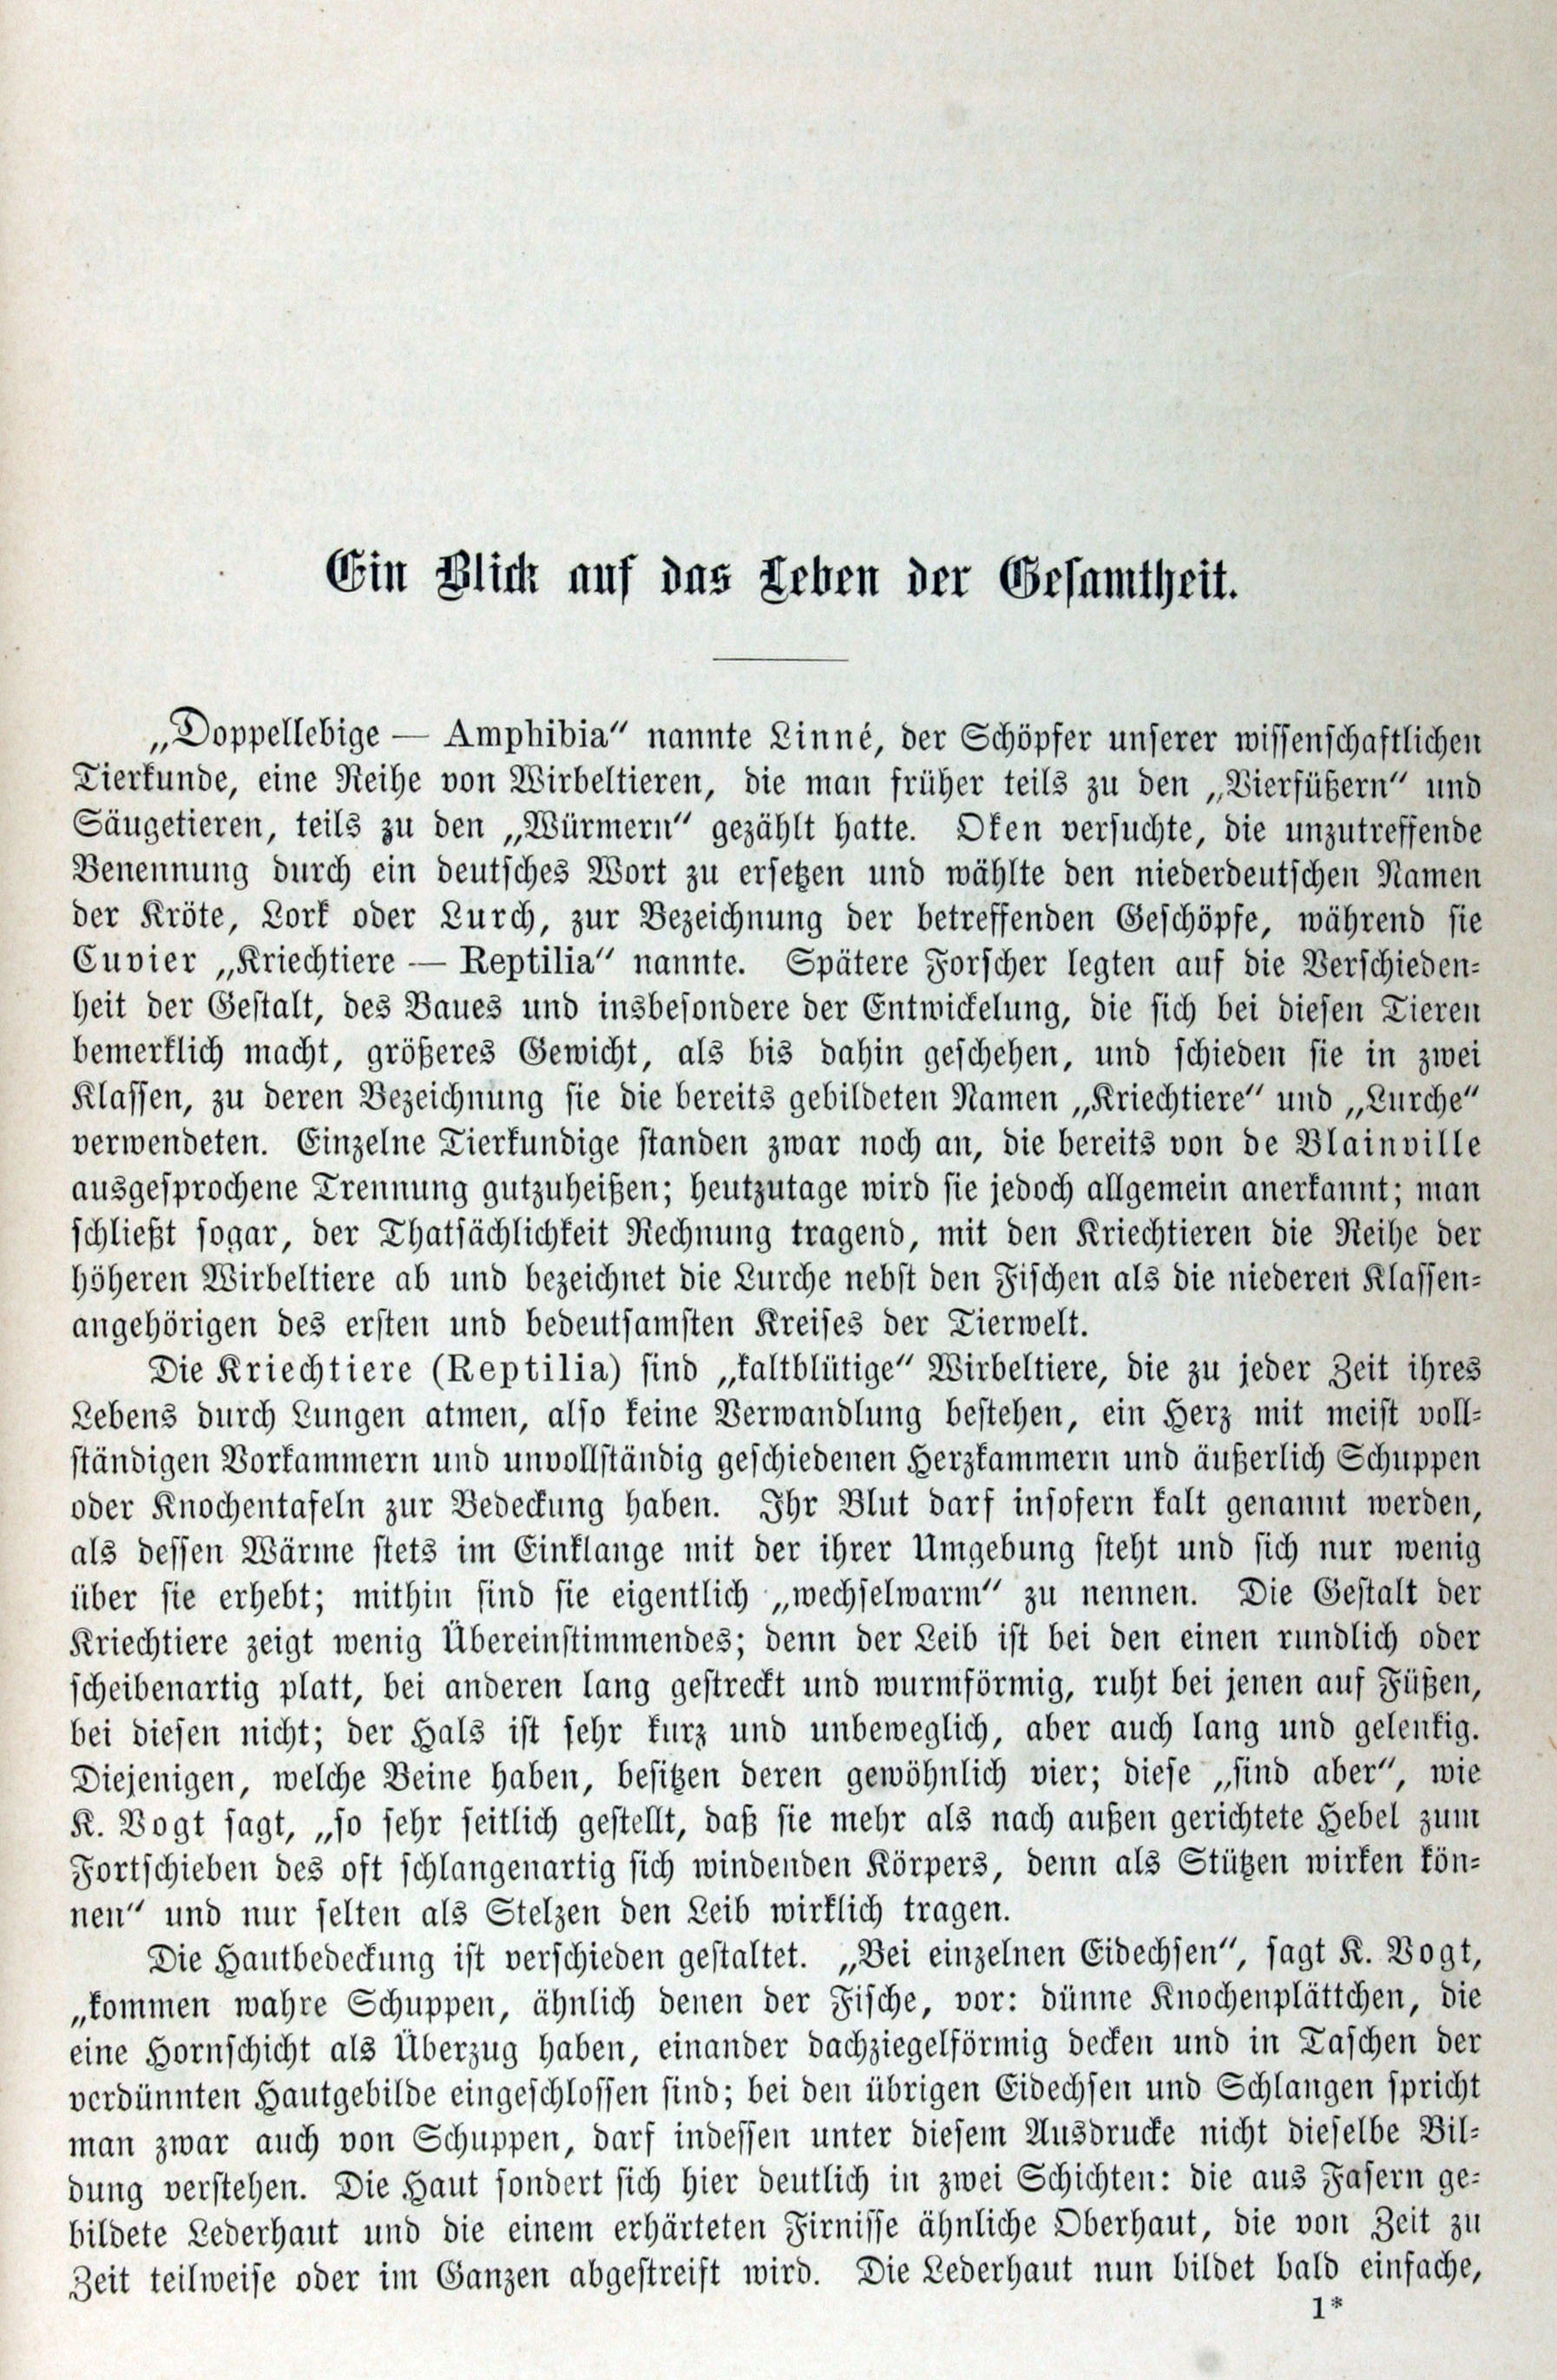 Ein Blick auf das Leben der Gesamtheit.
„Doppellebige — Amphibia“ nannte Linné, der Schöpfer unserer wissenschaftlichen
Tierkunde, eine Reihe von Wirbeltieren, die man früher teils zu den „Vierfüßern“ und
Säugetieren, teils zu den „Würmern“ gezählt hatte. Oken versuchte, die unzutreffende
Benennung durch ein deutsches Wort zu ersetzen und wählte den niederdeutschen Namen
der Kröte, Lork oder Lurch, zur Bezeichnung der betreffenden Geschöpfe, während sie
Cuvier „Kriechtiere — Reptilia“ nannte. Spätere Forscher legten auf die Verschieden-
heit der Gestalt, des Baues und insbesondere der Entwickelung, die sich bei diesen Tieren
bemerklich macht, größeres Gewicht, als bis dahin geschehen, und schieden sie in zwei
Klassen, zu deren Bezeichnung sie die bereits gebildeten Namen „Kriechtiere“ und „Lurche“
verwendeten. Einzelne Tierkundige standen zwar noch an, die bereits von de Blainville
ausgesprochene Trennung gutzuheißen; heutzutage wird sie jedoch allgemein anerkannt; man
schließt sogar, der Thatsächlichkeit Rechnung tragend, mit den Kriechtieren die Reihe der
höheren Wirbeltiere ab und bezeichnet die Lurche nebst den Fischen als die niederen Klassen-
angehörigen des ersten und bedeutsamsten Kreises der Tierwelt.
Die Kriechtiere (Reptilia) sind „kaltblütige“ Wirbeltiere, die zu jeder Zeit ihres
Lebens durch Lungen atmen, also keine Verwandlung bestehen, ein Herz mit meist voll-
ständigen Vorkammern und unvollständig geschiedenen Herzkammern und äußerlich Schuppen
oder Knochentafeln zur Bedeckung haben. Ihr Blut darf insofern kalt genannt werden,
als dessen Wärme stets im Einklange mit der ihrer Umgebung steht und sich nur wenig
über sie erhebt; mithin sind sie eigentlich „wechselwarm“ zu nennen. Die Gestalt der
Kriechtiere zeigt wenig Übereinstimmendes; denn der Leib ist bei den einen rundlich oder
scheibenartig platt, bei anderen lang gestreckt und wurmförmig, ruht bei jenen auf Füßen,
bei diesen nicht; der Hals ist sehr kurz und unbeweglich, aber auch lang und gelenkig.
Diejenigen, welche Beine haben, besitzen deren gewöhnlich vier; diese „sind aber“, wie
K. Vogt sagt, „so sehr seitlich gestellt, daß sie mehr als nach außen gerichtete Hebel zum
Fortschieben des oft schlangenartig sich windenden Körpers, denn als Stützen wirken kön-
nen“ und nur selten als Stelzen den Leib wirklich tragen.
Die Hautbedeckung ist verschieden gestaltet. „Bei einzelnen Eidechsen“, sagt K. Vogt,
„kommen wahre Schuppen, ähnlich denen der Fische, vor: dünne Knochenplättchen, die
eine Hornschicht als Überzug haben, einander dachziegelförmig decken und in Taschen der
verdünnten Hautgebilde eingeschlossen sind; bei den übrigen Eidechsen und Schlangen spricht
man zwar auch von Schuppen, darf indessen unter diesem Ausdrucke nicht dieselbe Bil-
dung verstehen. Die Haut sondert sich hier deutlich in zwei Schichten: die aus Fasern ge-
bildete Lederhaut und die einem erhärteten Firnisse ähnliche Oberhaut, die von Zeit zu
Zeit teilweise oder im Ganzen abgestreift wird. Die Lederhaut nun bildet bald einfache,
1*